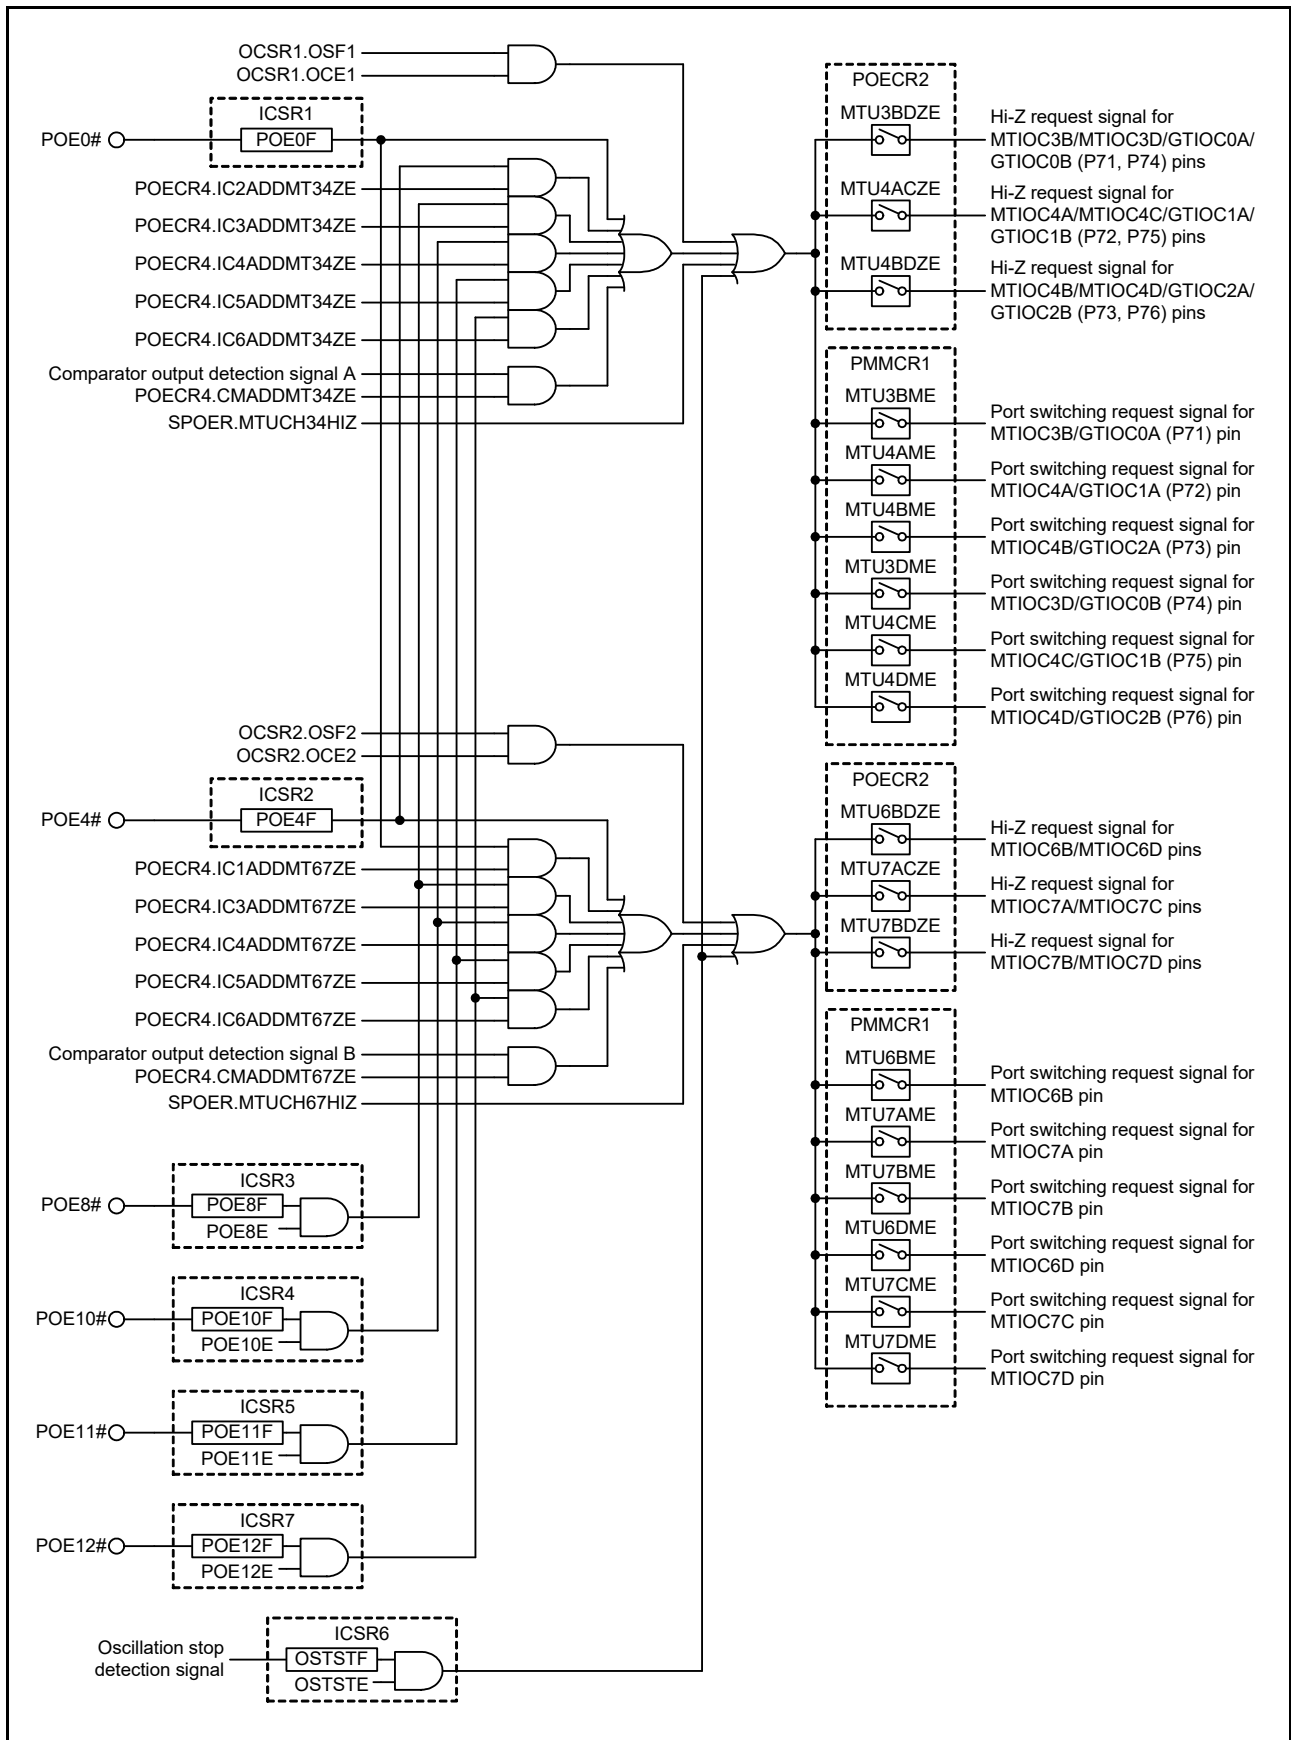 OCSR1.OSF1
OCSR1.OCE1
ICSR1
POE0#
POE0F
POECR4.IC2ADDMT34ZE
POECR4.IC3ADDMT34ZE
POECR4.IC4ADDMT34ZE
POECR4.IC5ADDMT34ZE
POECR4.IC6ADDMT34ZE
Comparator output detection signal A
POECR4.CMADDMT34ZE
SPOER.MTUCH34HIZ
POECR2
MTU3BDZE
Hi-Z request signal for
MTIOC3B/MTIOC3D/GTIOC0A/
GTIOC0B (P71, P74) pins
MTU4ACZE
Hi-Z request signal for
MTIOC4A/MTIOC4C/GTIOC1A/
GTIOC1B (P72, P75) pins
MTU4BDZE
Hi-Z request signal for
MTIOC4B/MTIOC4D/GTIOC2A/
GTIOC2B (P73, P76) pins
PMMCR1
MTU3BME
Port switching request signal for
MTIOC3B/GTIOC0A (P71) pin
MTU4AME
Port switching request signal for
MTIOC4A/GTIOC1A (P72) pin
MTU4BME
Port switching request signal for
MTIOC4B/GTIOC2A (P73) pin
MTU3DME
Port switching request signal for
MTIOC3D/GTIOC0B (P74) pin
MTU4CME
Port switching request signal for
MTIOC4C/GTIOC1B (P75) pin
MTU4DME
Port switching request signal for
MTIOC4D/GTIOC2B (P76) pin
OCSR2.OSF2
OCSR2.OCE2
ICSR2
POE4#
POE4F
POECR4.IC1ADDMT67ZE
POECR4.IC3ADDMT67ZE
POECR4.IC4ADDMT67ZE
POECR4.IC5ADDMT67ZE
POECR4.IC6ADDMT67ZE
Comparator output detection signal B
POECR4.CMADDMT67ZE
SPOER.MTUCH67HIZ
POECR2
MTU6BDZE
Hi-Z request signal for
MTIOC6B/MTIOC6D pins
MTU7ACZE
Hi-Z request signal for
MTIOC7A/MTIOC7C pins
MTU7BDZE
Hi-Z request signal for
MTIOC7B/MTIOC7D pins
PMMCR1
MTU6BME
Port switching request signal for
MTIOC6B pin
MTU7AME
Port switching request signal for
MTIOC7A pin
MTU7BME
Port switching request signal for
MTIOC7B pin
MTU6DME
Port switching request signal for
MTIOC6D pin
MTU7CME
Port switching request signal for
MTIOC7C pin
MTU7DME
Port switching request signal for
MTIOC7D pin
ICSR3
POE8#
POE8F
POE8E
ICSR4
POE10#
POE10F
POE10E
ICSR5
POE11#
POE11F
POE11E
ICSR7
POE12#
POE12F
POE12E
ICSR6
Oscillation stop
detection signal
OSTSTF
OSTSTE